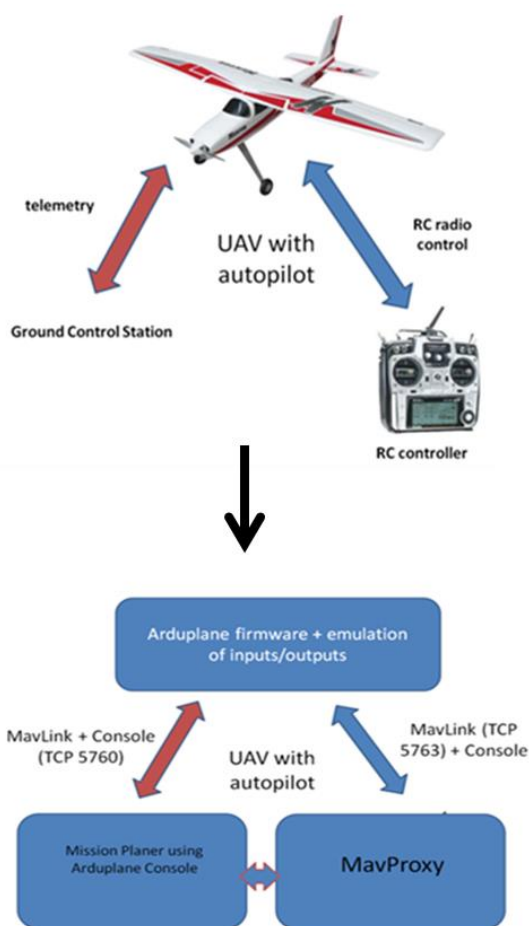 telemetry
RC radio
control
UAV with
autopilot
Ground Control Station
RC controller
Arduplane firmware + emulation
of inputs/outputs
MavLink + Console
(TCP 5760)
MavLink (TCP
5763) + Console
UAV with
autopilot
Mission Planer using
Arduplane Console
MavProxy